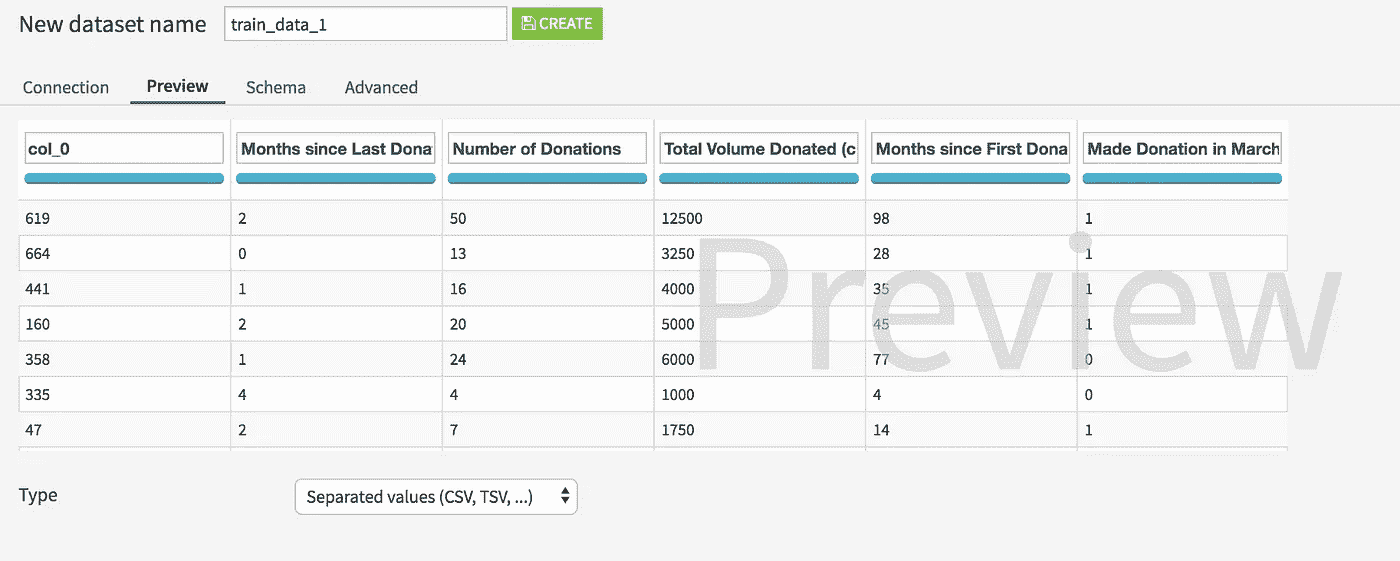 New dataset name train_data_1 CREATE
Connection Preview Schema Advanced
col_0 Months since Last Dona Number of Donations Total Volume Donated (c Months since First Dona Made Donation in March
619 2 50 12500 98 1
664 0 13 3250 28 1
441 1 16 4000 35 1
160 2 20 5000 45 1
358 1 24 6000 77 0
335 4 4 1000 4 0
47 2 7 1750 14 1
Preview
Type Separated values (CSV, TSV, ...)